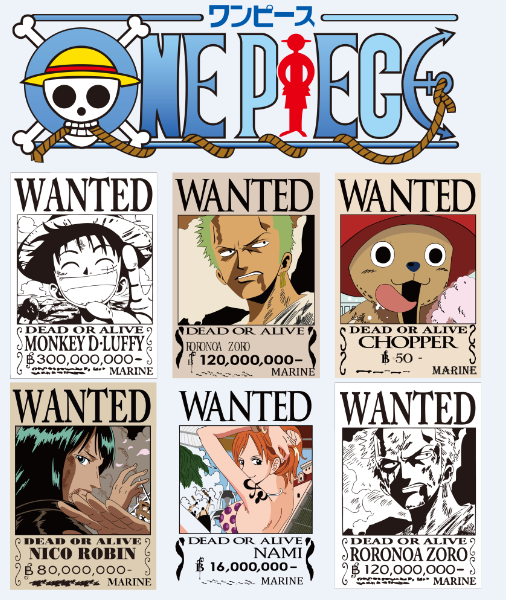 ワンピース
ONE PIECE
WANTED
DEAD OR ALIVE
MONKEY D·LUFFY
฿300,000,000-
MARINE
WANTED
DEAD OR ALIVE
RORONOA ZORO
฿120,000,000-
MARINE
WANTED
DEAD OR ALIVE
CHOPPER
฿50-
MARINE
WANTED
DEAD OR ALIVE
NICO ROBIN
฿80,000,000-
MARINE
WANTED
DEAD OR ALIVE
NAMI
฿16,000,000-
MARINE
WANTED
DEAD OR ALIVE
RORONOA ZORO
฿120,000,000-
MARINE